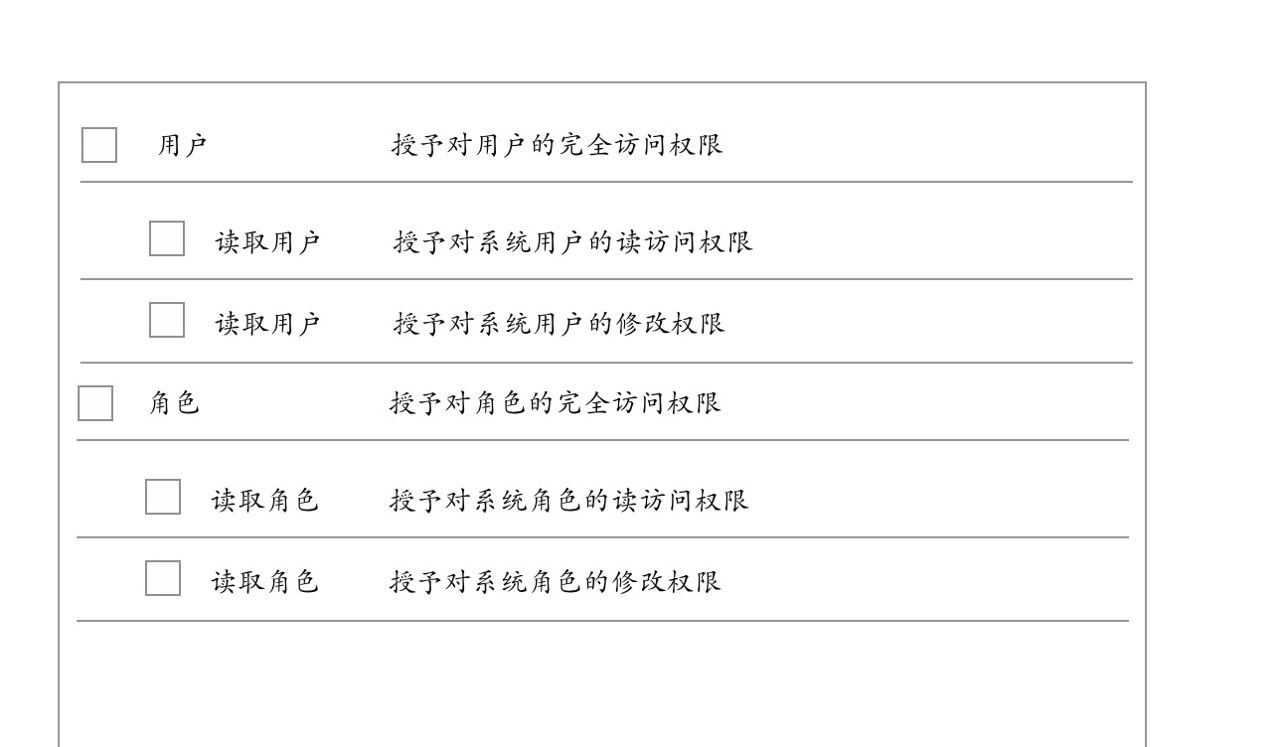 用户 授予对用户的完全访问权限
读取用户 授予对系统用户的读访问权限
读取用户 授予对系统用户的修改权限
角色 授予对角色的完全访问权限
读取角色 授予对系统角色的读访问权限
读取角色 授予对系统角色的修改权限